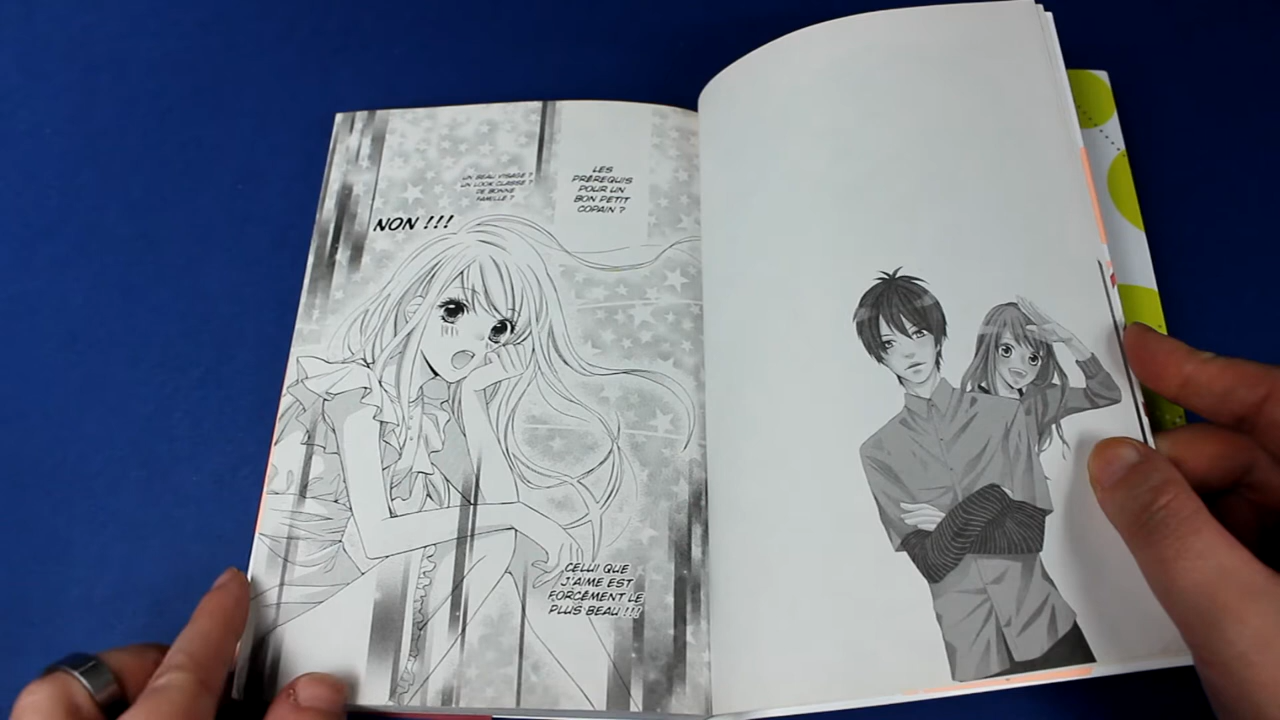 LES
PRÉREQUIS
POUR UN
BON PETIT
COPAIN ?
UN BEAU VISAGE ?
UN LOOK CLASSE ?
DE BONNE
FAMILLE ?
NON !!!
CELUI QUE
J'AIME EST
FORCÉMENT LE
PLUS BEAU !!!